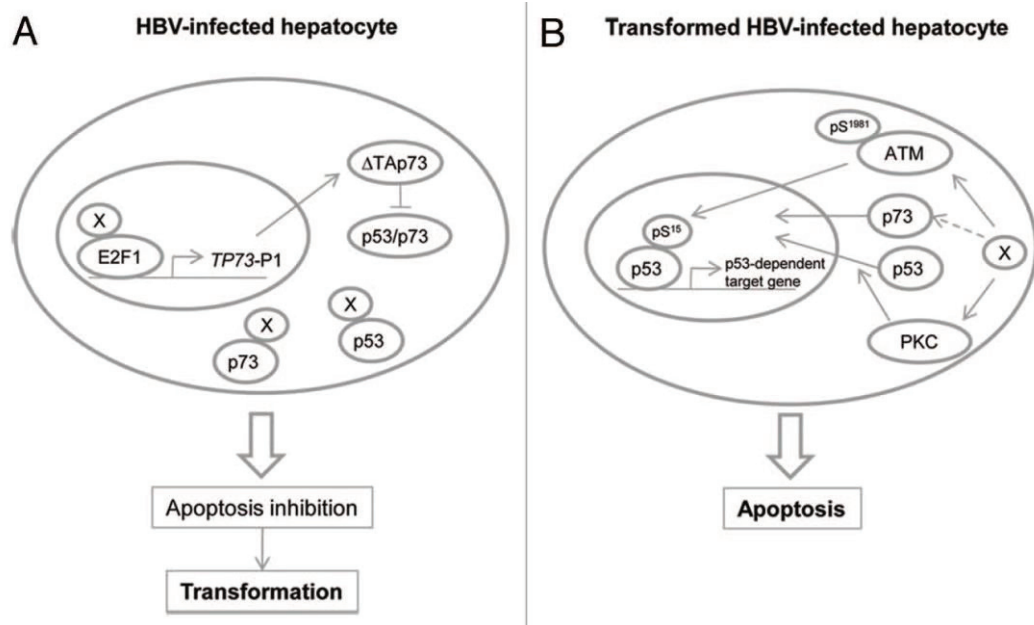 A
HBV-infected hepatocyte
X
E2F1
TP73-P1
ΔTAp73
p53/p73
X
p73
X
p53
Apoptosis inhibition
Transformation
B
Transformed HBV-infected hepatocyte
pS¹⁹⁸¹
ATM
p73
p53
X
PKC
pS¹⁵
p53
p53-dependent
target gene
Apoptosis